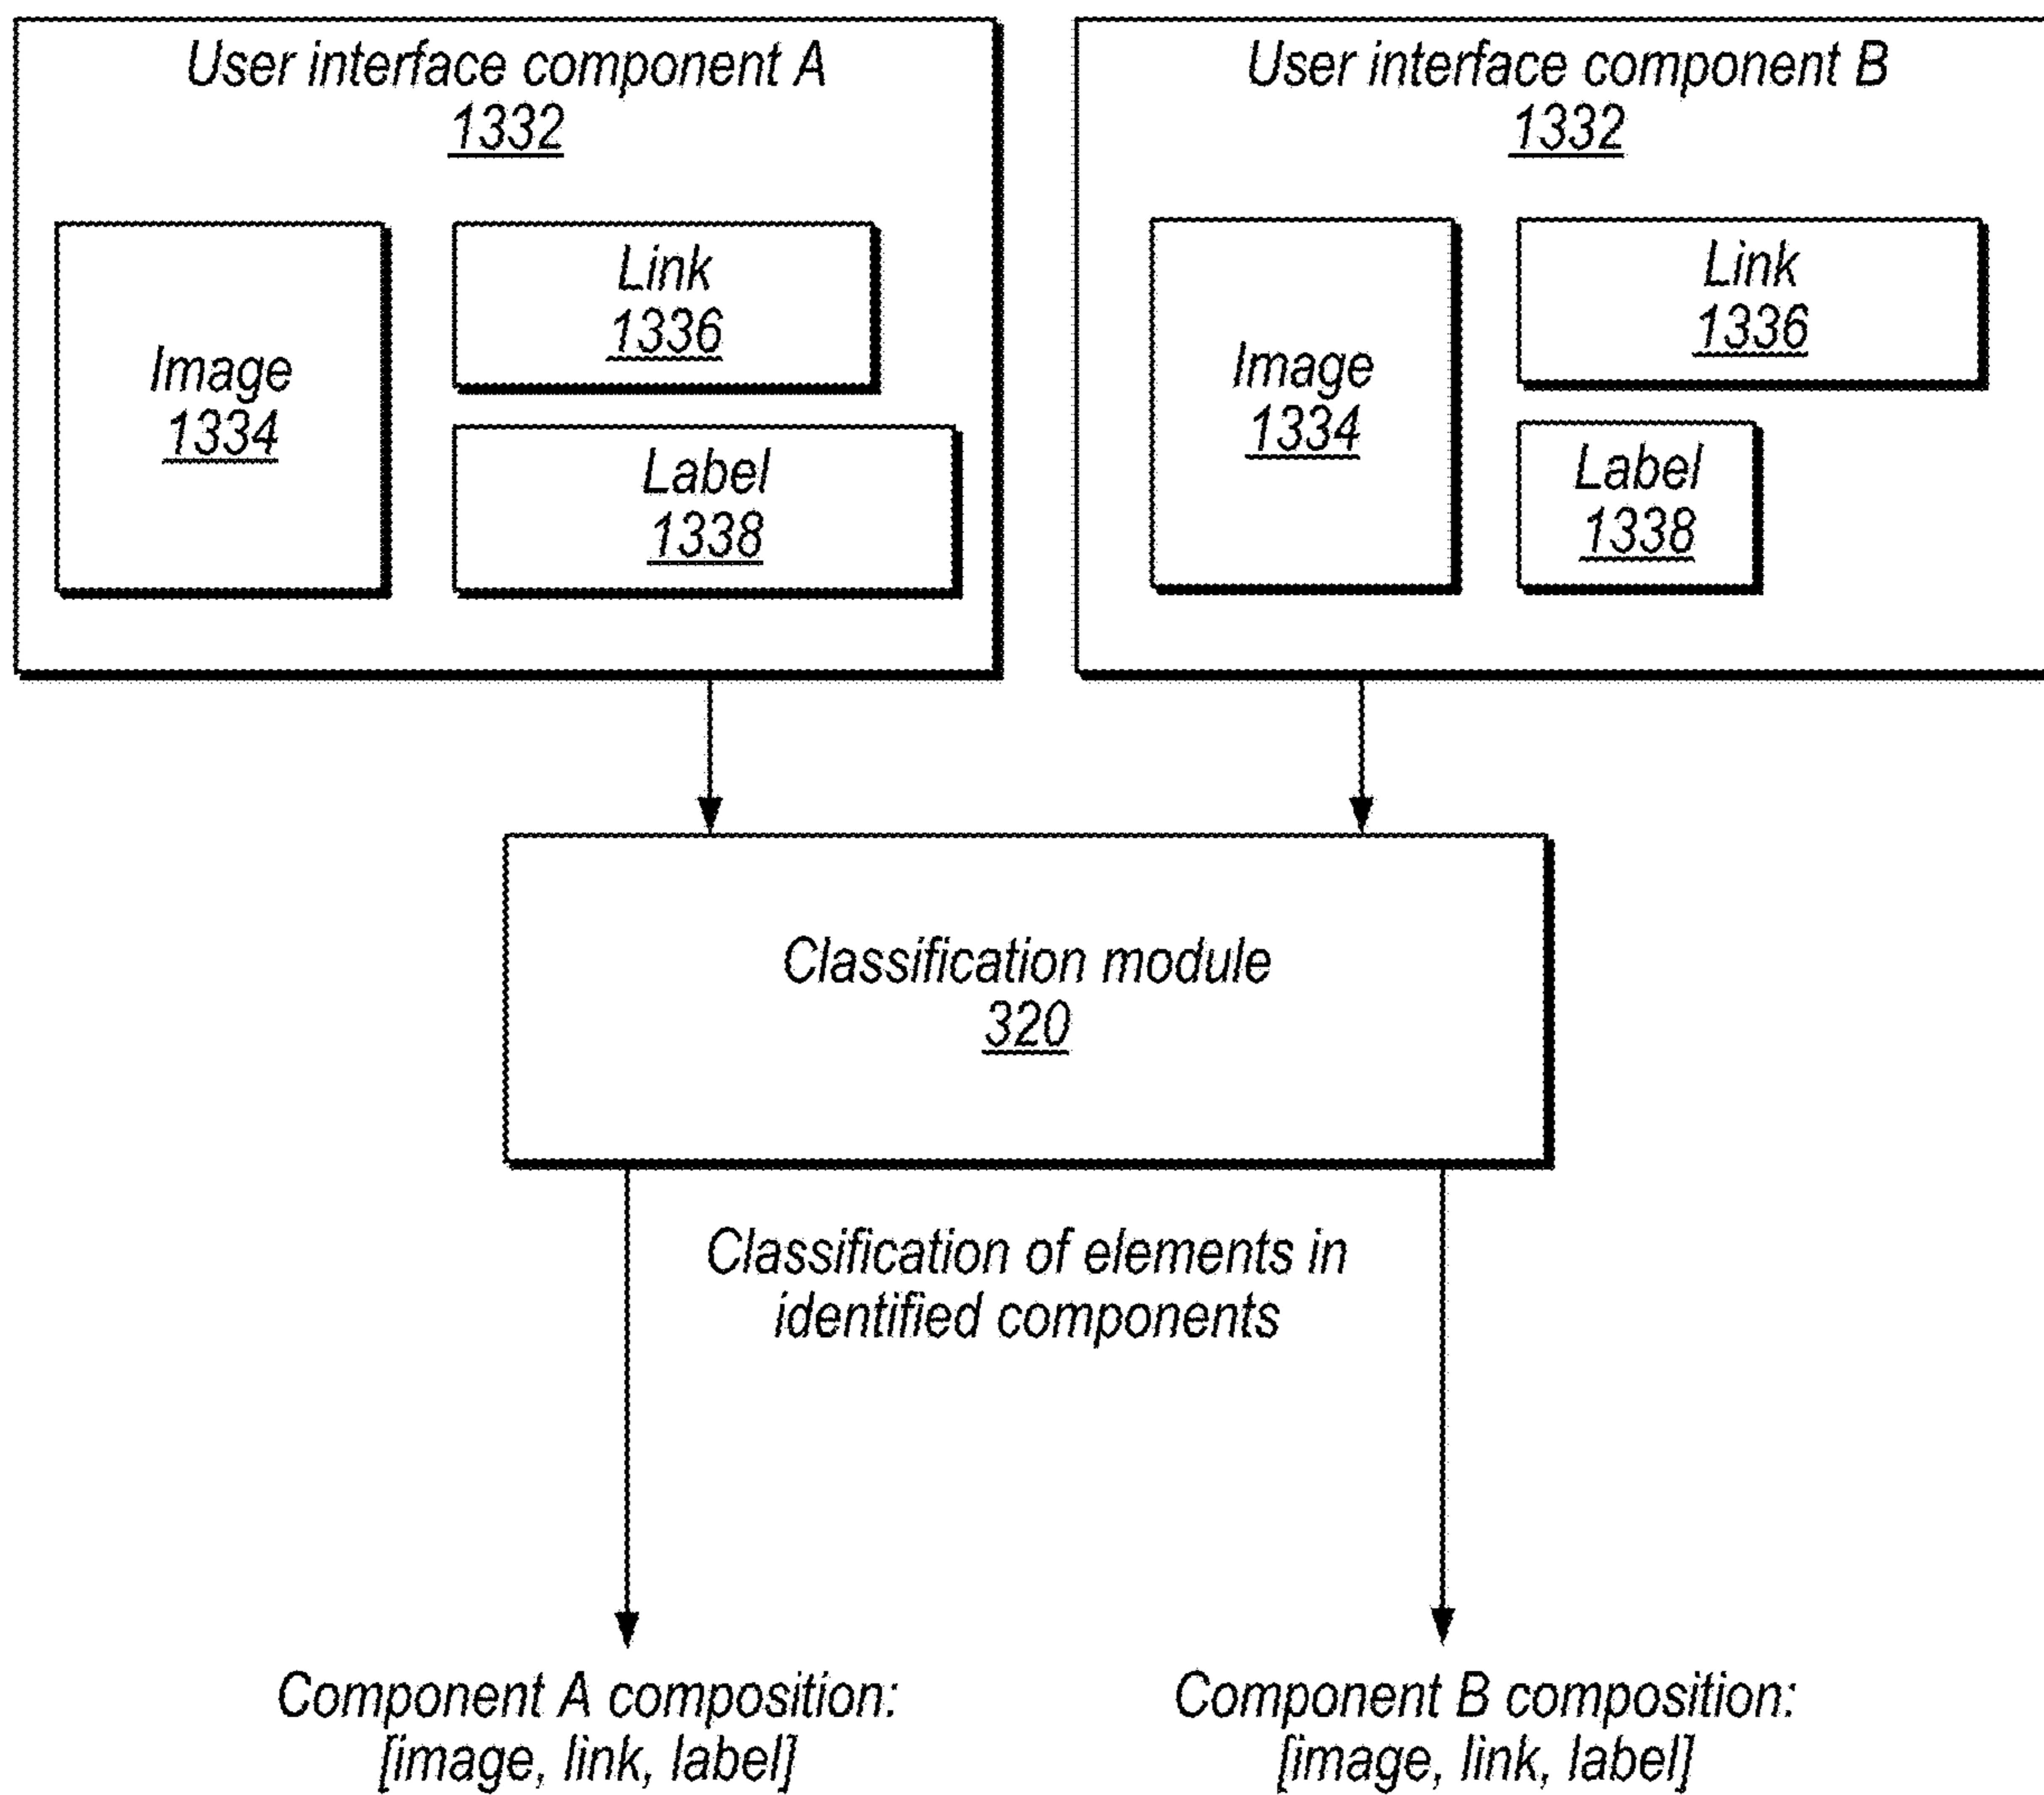 User interface component A
1332
Image
1334
Link
1336
Label
1338
User interface component B
1332
Image
1334
Link
1336
Label
1338
Classification module
320
Classification of elements in
identified components
Component A composition:
[image, link, label]
Component B composition:
[image, link, label]